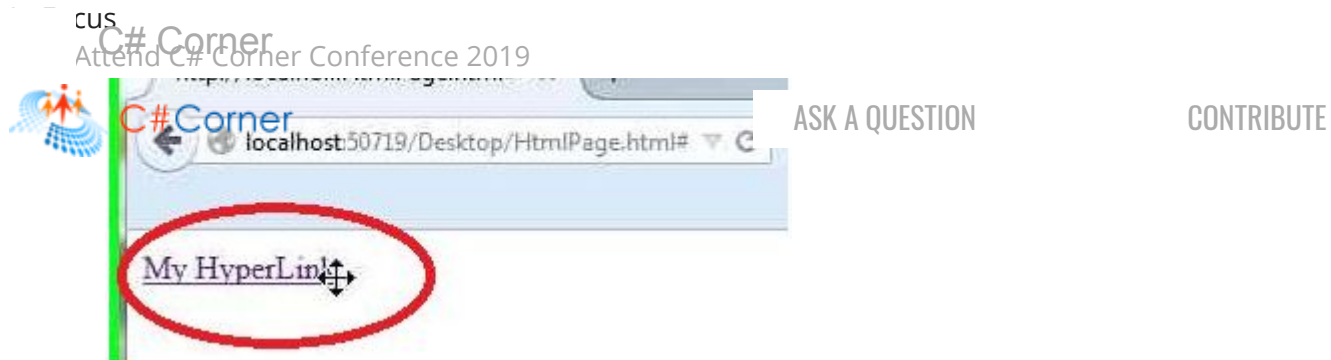 cus
C# Corner
Attend C# Corner Conference 2019
C#Corner
ASK A QUESTION
CONTRIBUTE
localhost:50719/Desktop/HtmlPage.html#
My HyperLink